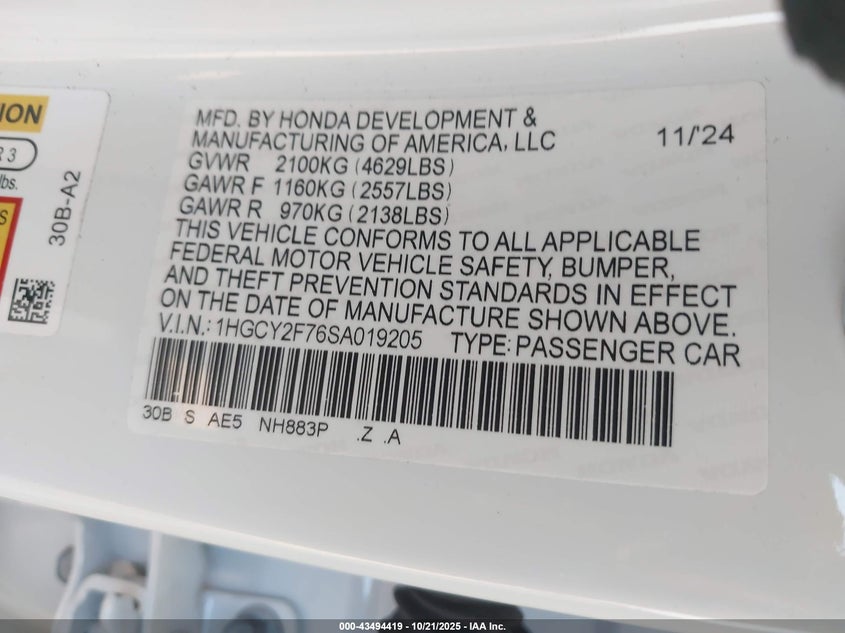 TION
R 3
lbs.
S
30B-A2
MFD. BY HONDA DEVELOPMENT &
MANUFACTURING OF AMERICA, LLC 11/'24
GVWR 2100KG (4629LBS)
GAWR F 1160KG (2557LBS)
GAWR R 970KG (2138LBS)
THIS VEHICLE CONFORMS TO ALL APPLICABLE
FEDERAL MOTOR VEHICLE SAFETY, BUMPER,
AND THEFT PREVENTION STANDARDS IN EFFECT
ON THE DATE OF MANUFACTURE SHOWN ABOVE.
V.I.N.: 1HGCY2F76SA019205 TYPE: PASSENGER CAR
30B S AE5 NH883P .Z .A
000-43494419 - 10/21/2025 - IAA Inc.